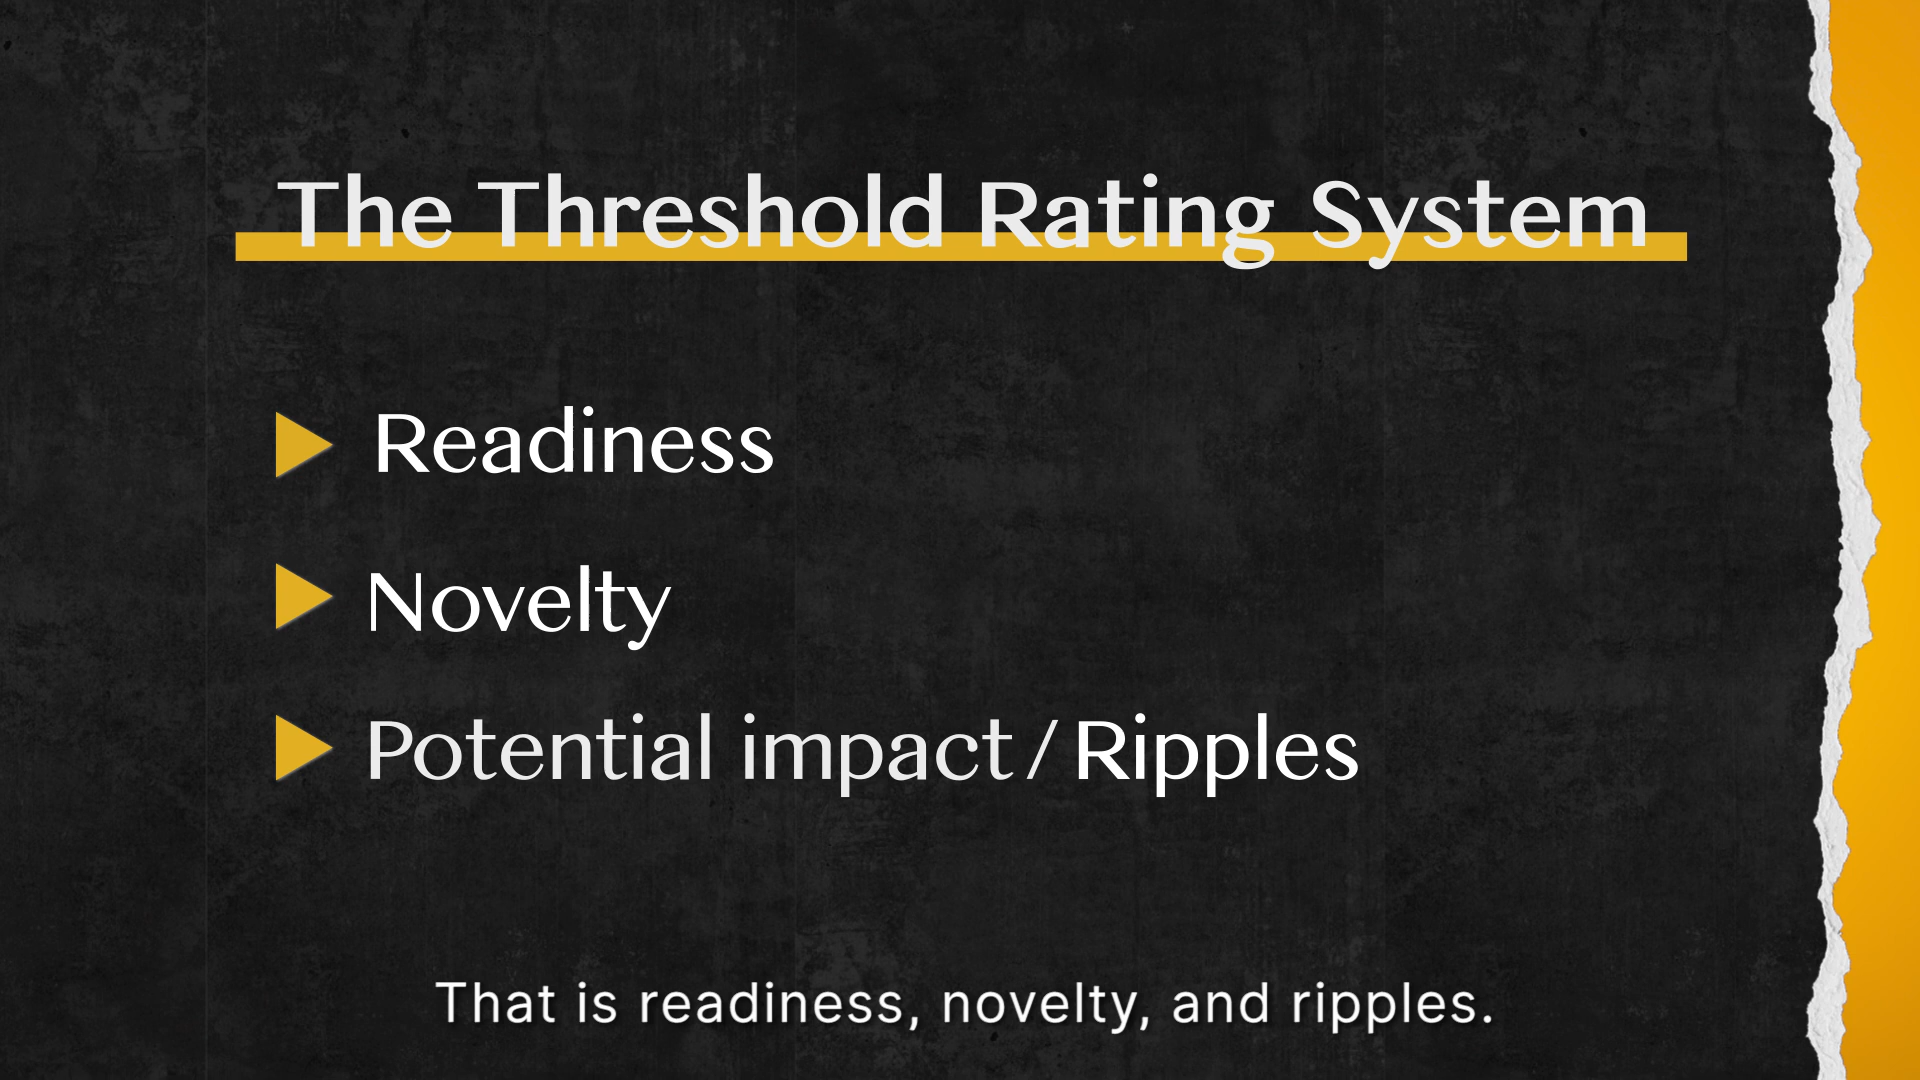 The Threshold Rating System
Readiness
Novelty
Potential impact / Ripples
That is readiness, novelty, and ripples.